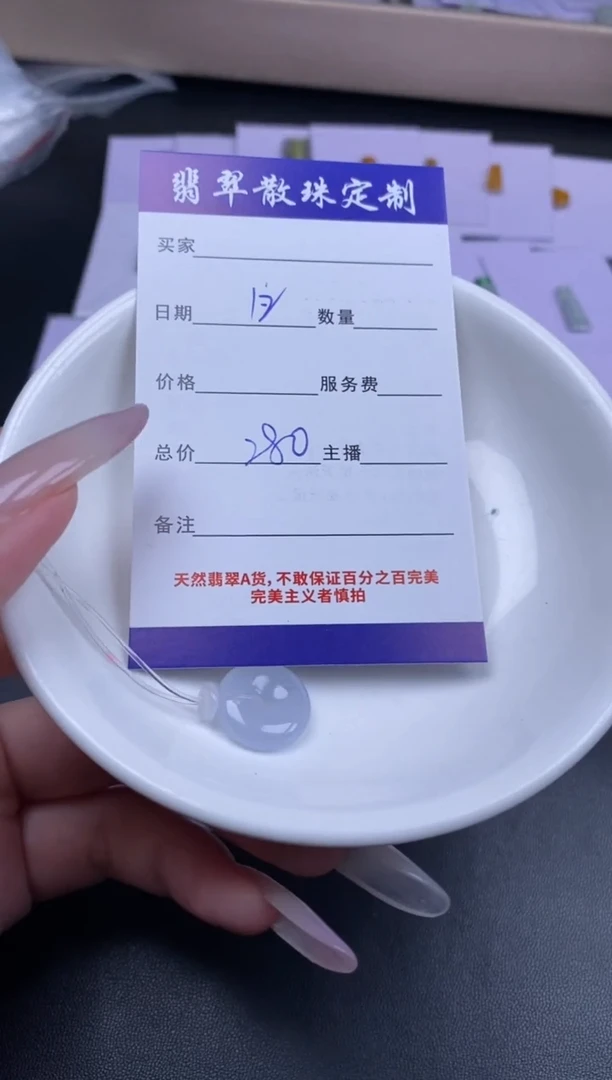 翡翠散珠定制
买家
日期 数量
价格 服务费
总价 280 主播
备注
天然翡翠A货,不敢保证百分之百完美
完美主义者慎拍